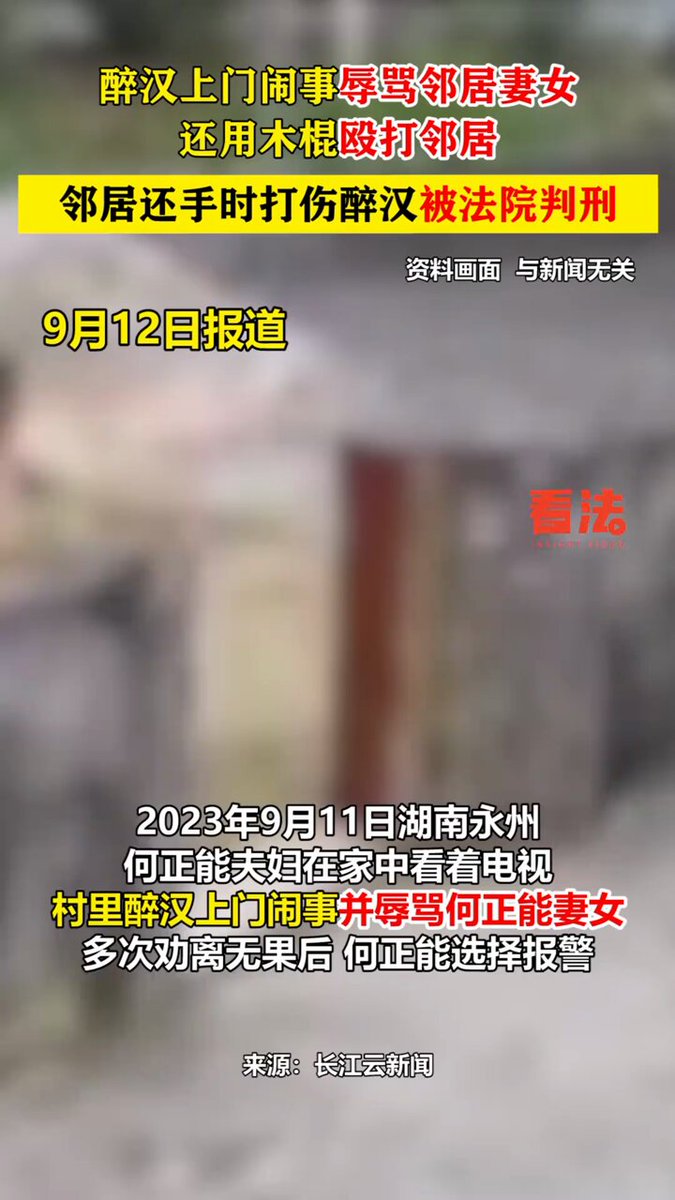 醉汉上门闹事辱骂邻居妻女
还用木棍殴打邻居
邻居还手时打伤醉汉被法院判刑
资料画面 与新闻无关
9月12日报道
看法
2023年9月11日湖南永州
何正能夫妇在家中看着电视
村里醉汉上门闹事并辱骂何正能妻女
多次劝离无果后 何正能选择报警
来源：长江云新闻